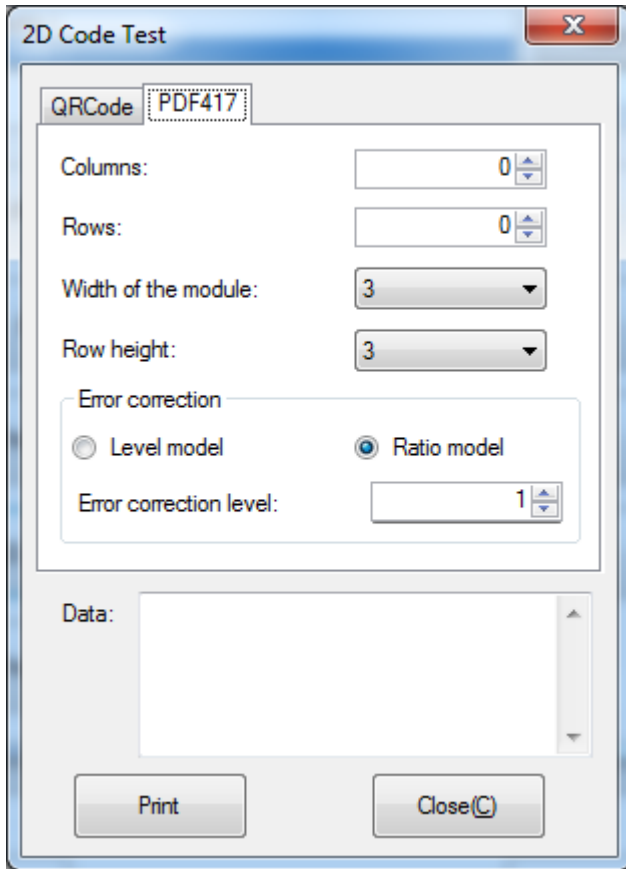 2D Code Test
QRCode PDF417
Columns: 0
Rows: 0
Width of the module: 3
Row height: 3
Error correction
Level model Ratio model
Error correction level: 1
Data:
Print Close(C)